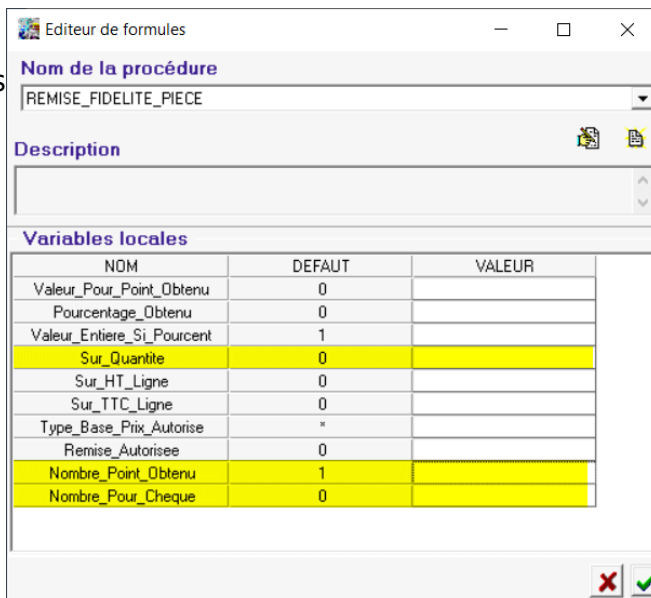 Editeur de formules
Nom de la procédure
s
REMISE_FIDELITE_PIECE
Description
Variables locales
NOM DEFAUT VALEUR
Valeur_Pour_Point_Obtenu 0
Pourcentage_Obtenu 0
Valeur_Entiere_Si_Pourcent 1
Sur_Quantite 0
Sur_HT_Ligne 0
Sur_TTC_Ligne 0
Type_Base_Prix_Autorise *
Remise_Autorisee 0
Nombre_Point_Obtenu 1
Nombre_Pour_Cheque 0